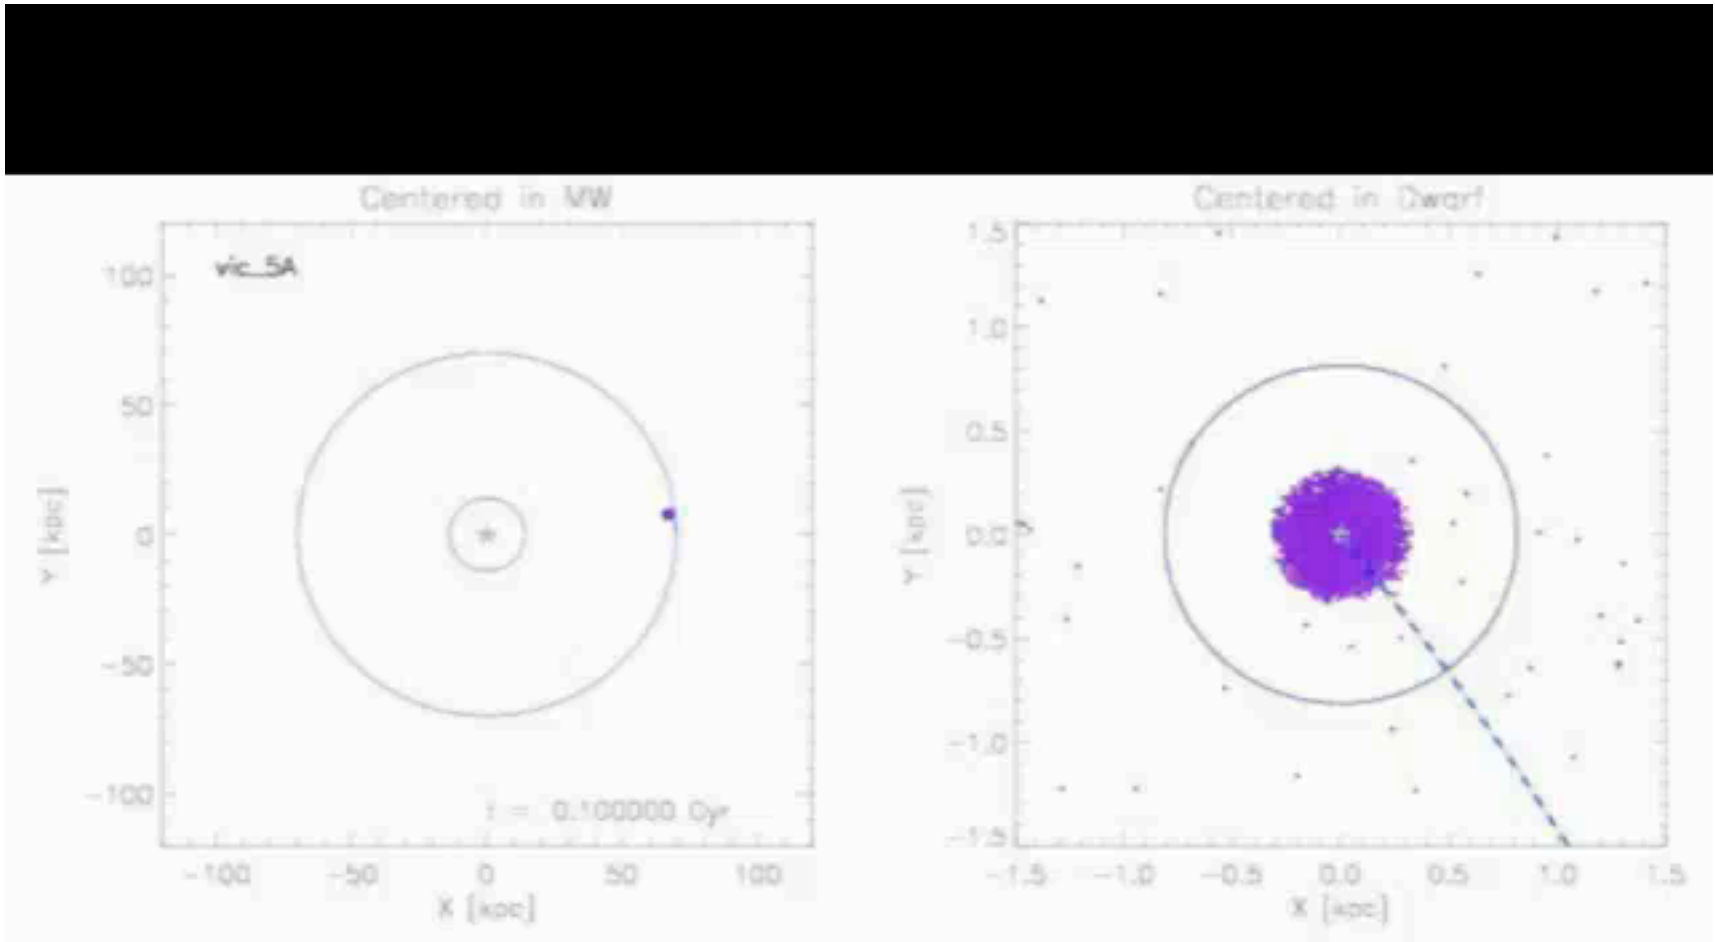 Centered in MW
Centered in Dwarf
vic_5A
100
50
0
-50
-100
Y [kpc]
t = 0.100000 Gyr
-100 -50 0 50 100
X [kpc]
1.5
1.0
0.5
0.0
-0.5
-1.0
-1.5
Y [kpc]
-1.5 -1.0 -0.5 0.0 0.5 1.0 1.5
X [kpc]